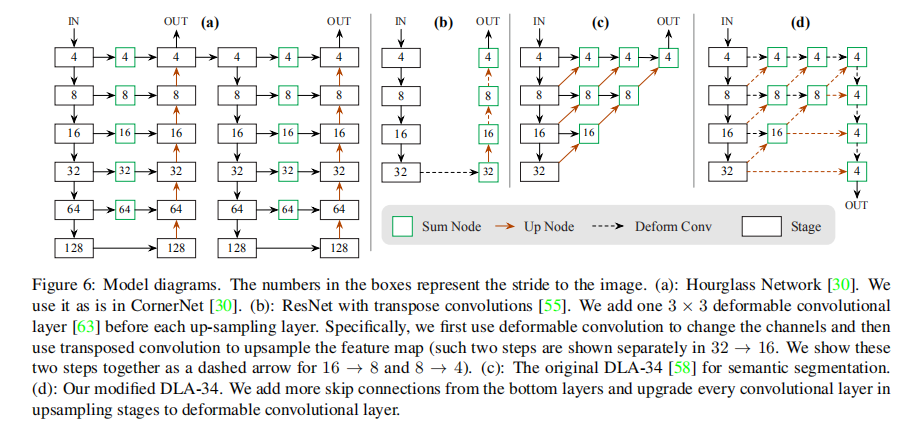 IN OUT (a) OUT IN (b) OUT IN (c) OUT IN (d)
4 4 4 4 4 4 4 4 4 4 4 4 4 4 4 4
8 8 8 8 8 8 8 8 8 8 8 8 8 8 4
16 16 16 16 16 16 16 16 16 16 16 16 4
32 32 32 32 32 32 32 32 32 32 4
64 64 64 64 64 64 OUT
Sum Node Up Node Deform Conv Stage
128 128 128 128
Figure 6: Model diagrams. The numbers in the boxes represent the stride to the image. (a): Hourglass Network [30]. We
use it as is in CornerNet [30]. (b): ResNet with transpose convolutions [55]. We add one 3 × 3 deformable convolutional
layer [63] before each up-sampling layer. Specifically, we first use deformable convolution to change the channels and then
use transposed convolution to upsample the feature map (such two steps are shown separately in 32 → 16. We show these
two steps together as a dashed arrow for 16 → 8 and 8 → 4). (c): The original DLA-34 [58] for semantic segmentation.
(d): Our modified DLA-34. We add more skip connections from the bottom layers and upgrade every convolutional layer in
upsampling stages to deformable convolutional layer.